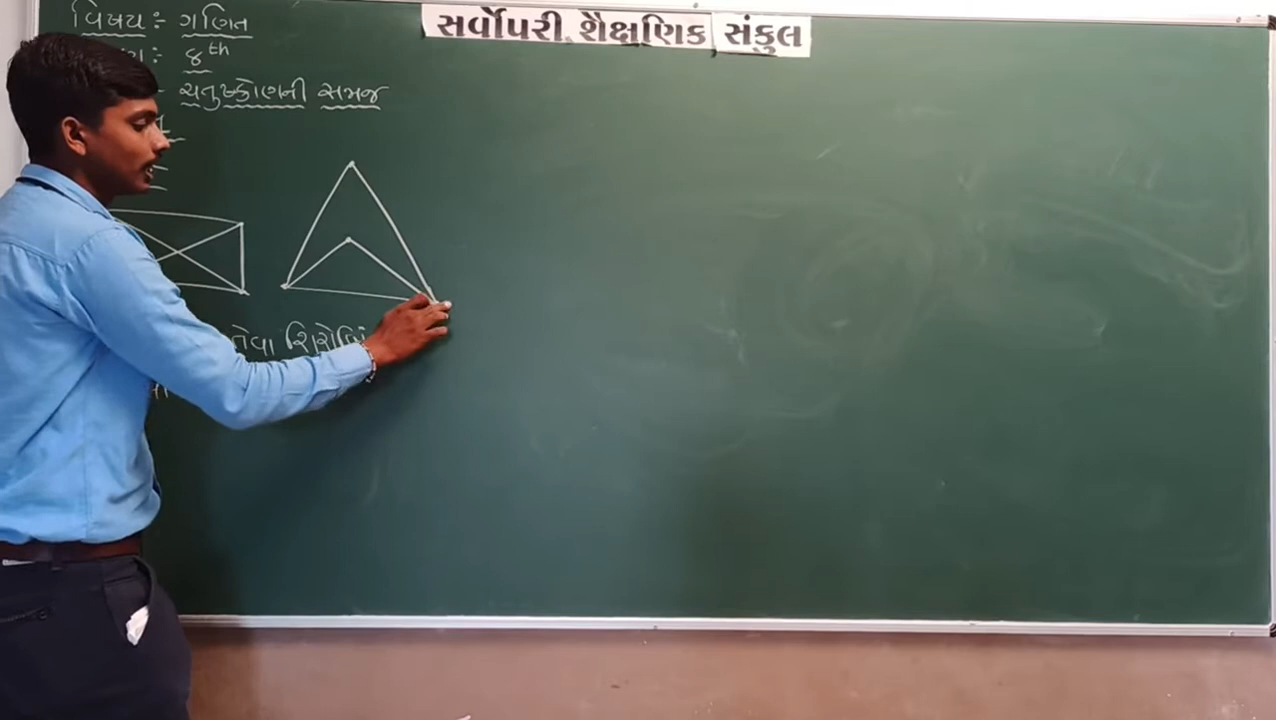 સર્વોપરી શૈક્ષણિક સંકુલ
વિષય :- ગણિત
:- ૪th
- ચતુષ્કોણની સમજ
તેવા